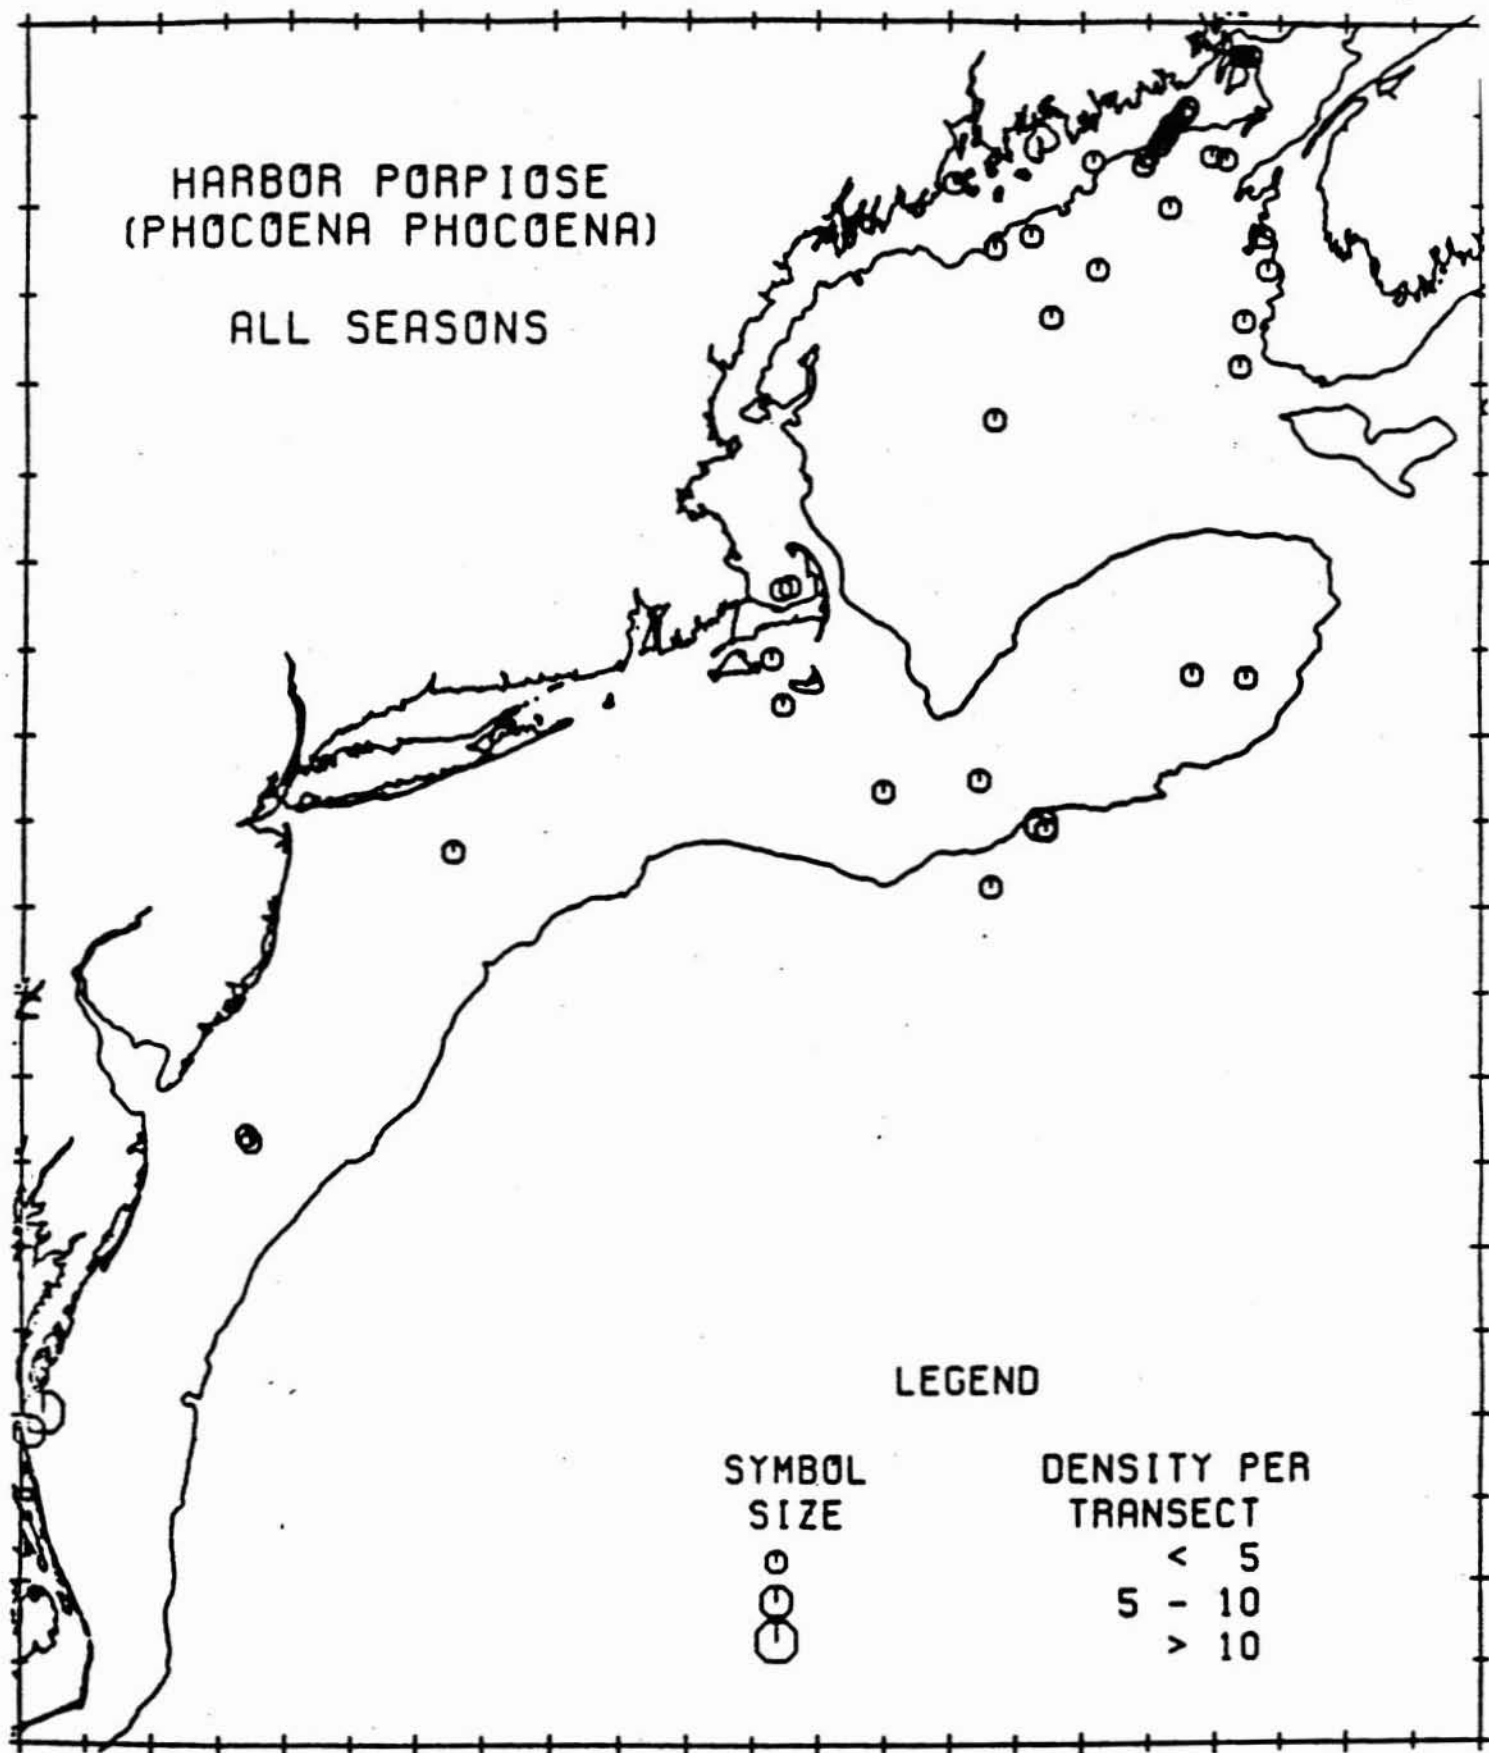 HARBOR PORPIOSE
(PHOCOENA PHOCOENA)
ALL SEASONS
LEGEND
SYMBOL SIZE DENSITY PER TRANSECT
< 5
5 - 10
> 10